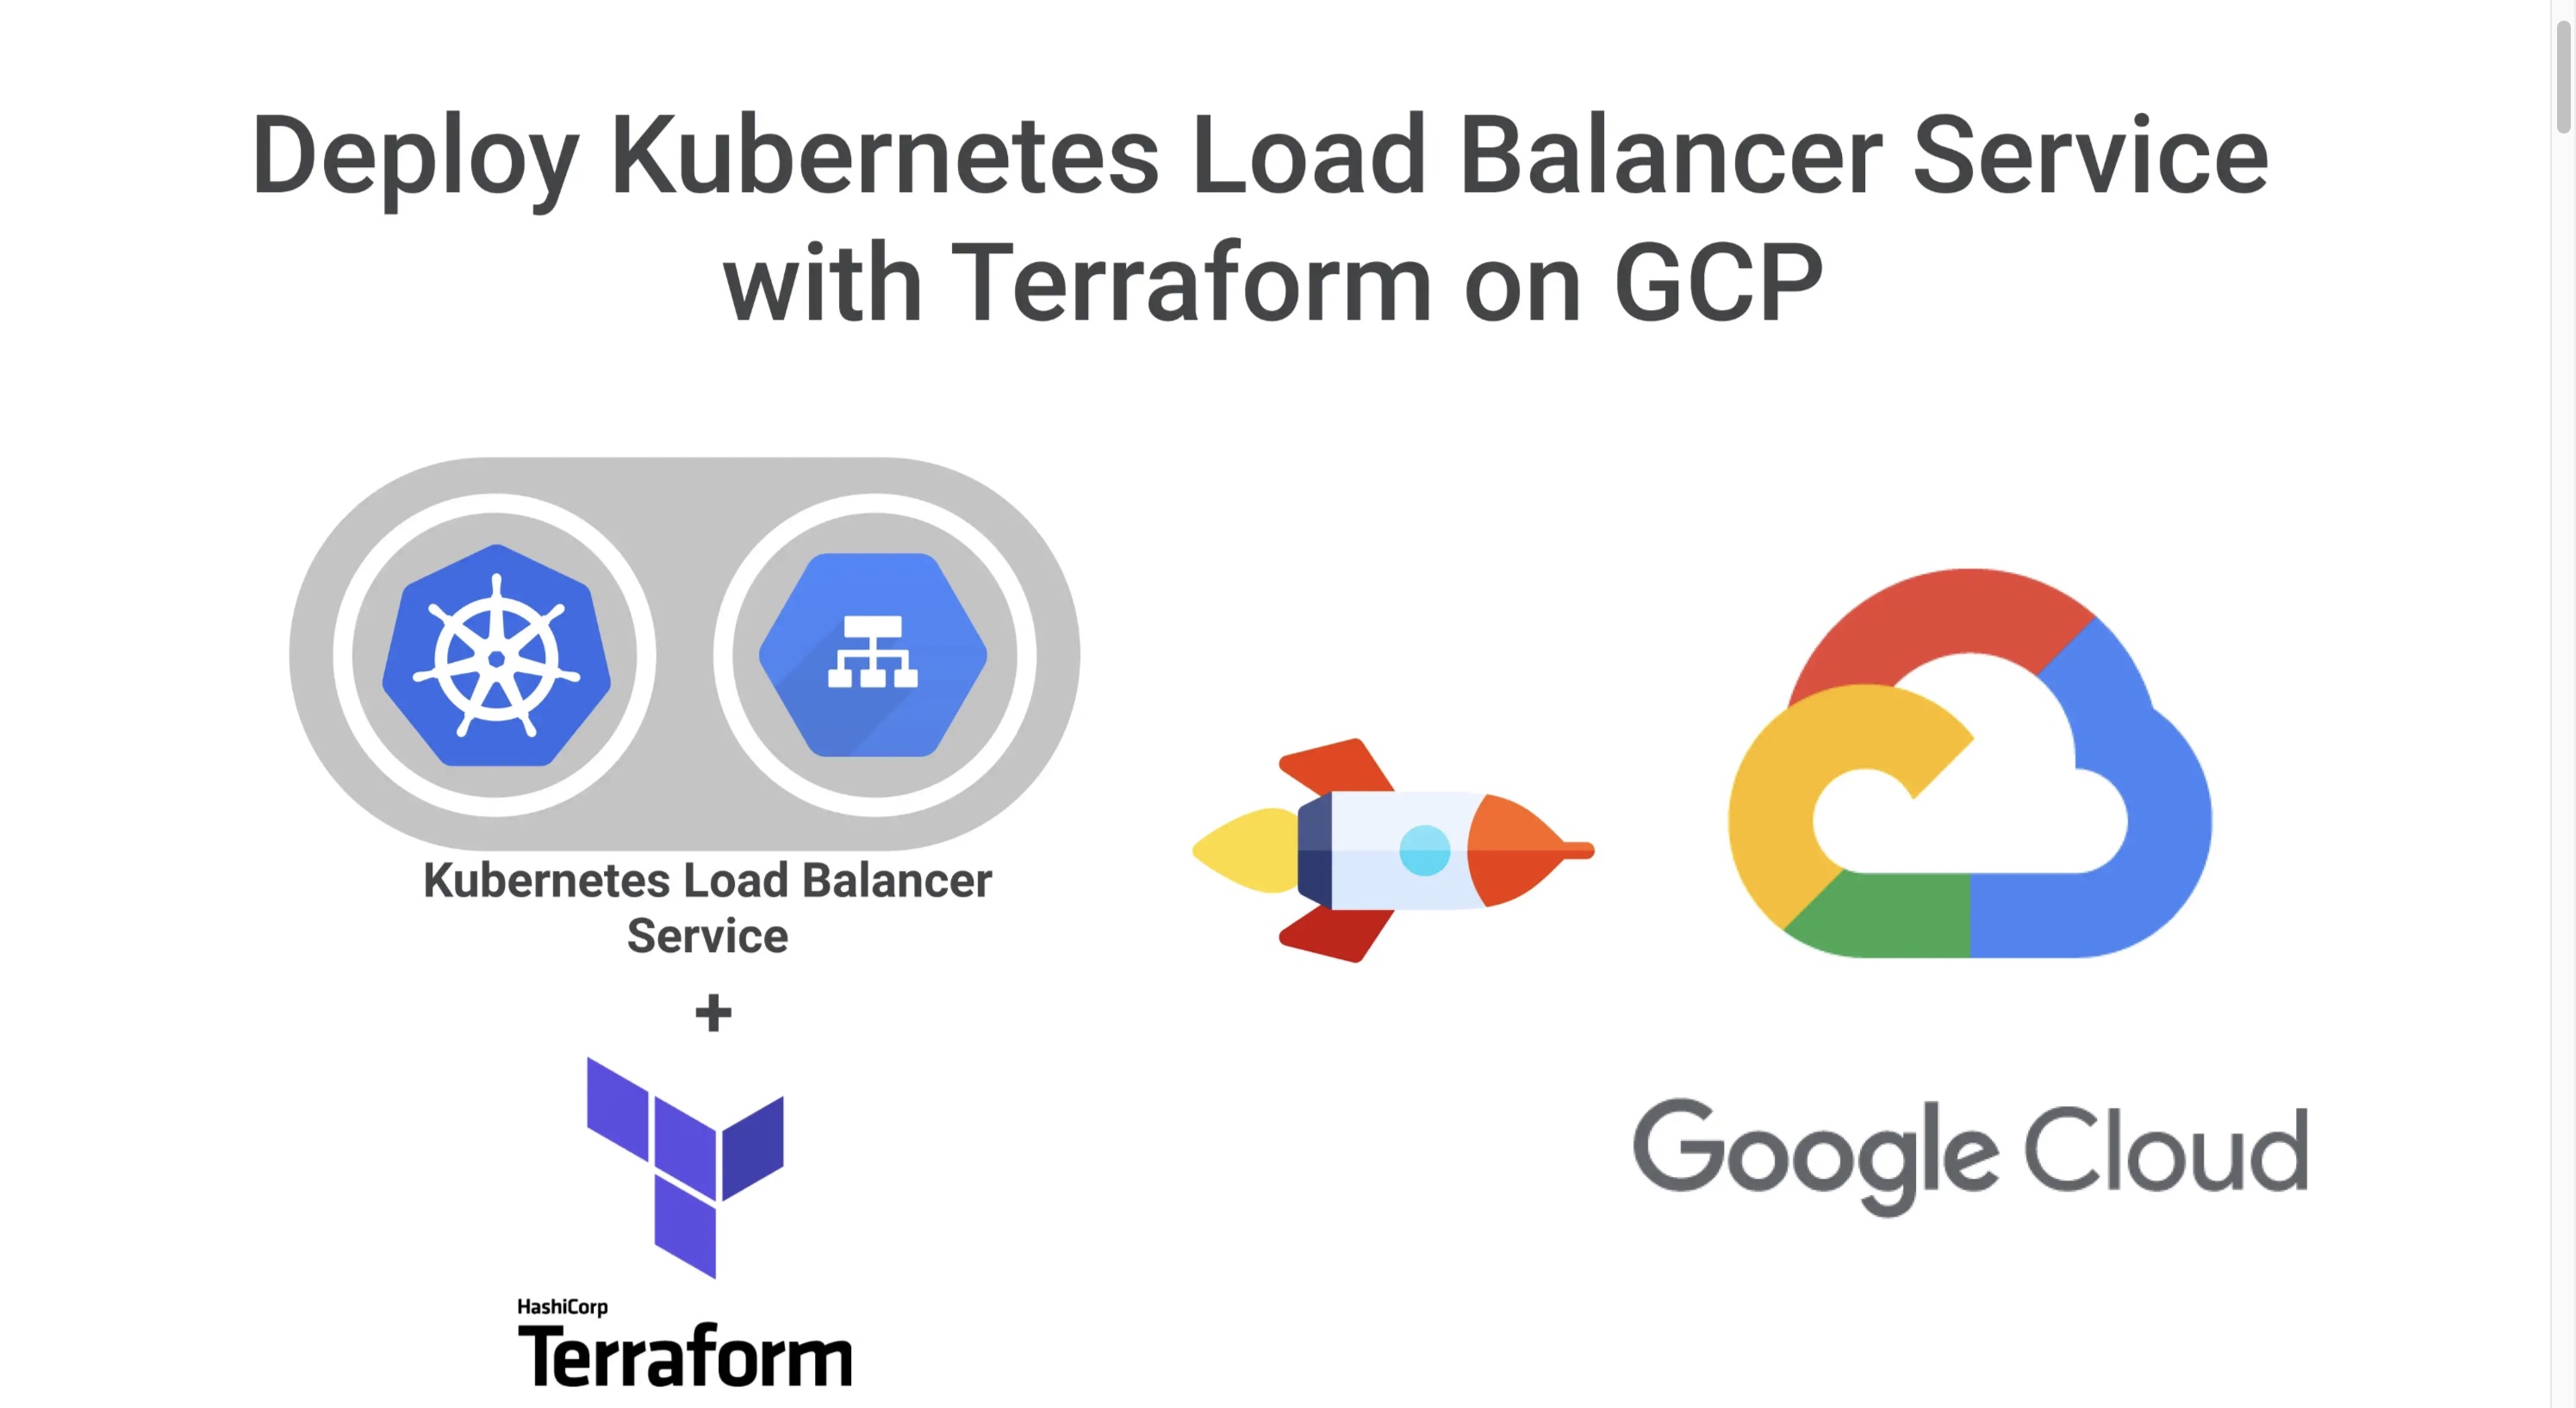 Deploy Kubernetes Load Balancer Service
with Terraform on GCP
Kubernetes Load Balancer
Service
+
HashiCorp
Terraform
Google Cloud